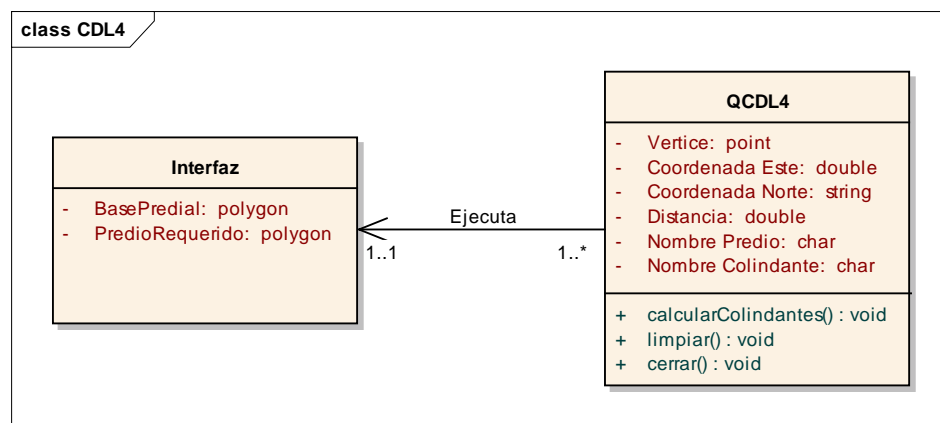 class CDL4
Interfaz
- BasePredial: polygon
- PredioRequerido: polygon
Ejecuta
1..1
1..*
QCDL4
- Vertice: point
- Coordenada Este: double
- Coordenada Norte: string
- Distancia: double
- Nombre Predio: char
- Nombre Colindante: char
+ calcularColindantes() : void
+ limpiar() : void
+ cerrar() : void